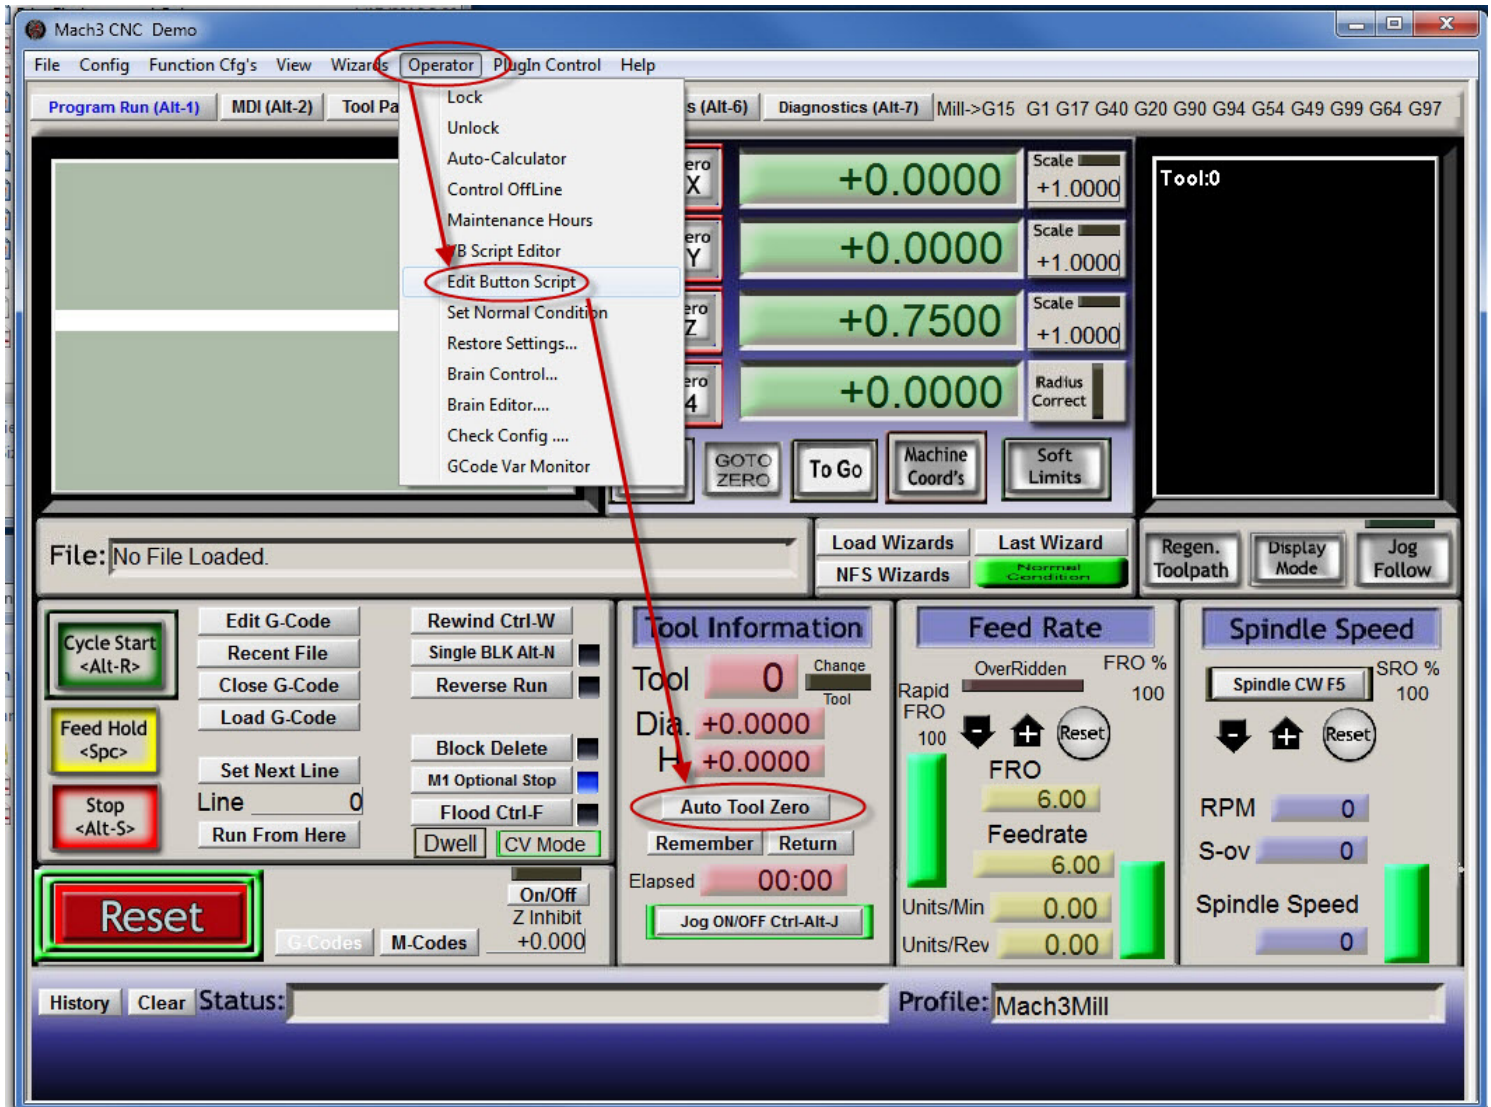 Mach3 CNC Demo
File Config Function Cfg's View Wizards Operator PlugIn Control Help
Program Run (Alt-1) MDI (Alt-2) Tool Pa s (Alt-6) Diagnostics (Alt-7) Mill->G15 G1 G17 G40 G20 G90 G94 G54 G49 G99 G64 G97
Lock
Unlock
Auto-Calculator
Control OffLine
Maintenance Hours
VB Script Editor
Edit Button Script
Set Normal Condition
Restore Settings...
Brain Control...
Brain Editor....
Check Config ....
GCode Var Monitor
ero
X
+0.0000
Scale
+1.0000
ero
Y
+0.0000
Scale
+1.0000
ero
Z
+0.7500
Scale
+1.0000
ero
4
+0.0000
Radius
Correct
GOTO
ZERO
To Go
Machine
Coord's
Soft
Limits
Tool:0
File: No File Loaded.
Load Wizards Last Wizard
NFS Wizards Normal
Condition
Regen.
Toolpath
Display
Mode
Jog
Follow
Cycle Start
<Alt-R>
Feed Hold
<Spc>
Stop
<Alt-S>
Edit G-Code
Recent File
Close G-Code
Load G-Code
Set Next Line
Line 0
Run From Here
Rewind Ctrl-W
Single BLK Alt-N
Reverse Run
Block Delete
M1 Optional Stop
Flood Ctrl-F
Dwell CV Mode
Reset
G-Codes M-Codes
On/Off
Z Inhibit
+0.000
Tool Information
Tool 0 Change
Tool
Dia. +0.0000
H +0.0000
Auto Tool Zero
Remember Return
Elapsed 00:00
Jog ON/OFF Ctrl-Alt-J
Feed Rate
OverRidden FRO %
100
Rapid
FRO
100
Reset
FRO
6.00
Feedrate
6.00
Units/Min 0.00
Units/Rev 0.00
Spindle Speed
Spindle CW F5 SRO %
100
Reset
RPM 0
S-ov 0
Spindle Speed
0
History Clear Status:
Profile: Mach3Mill